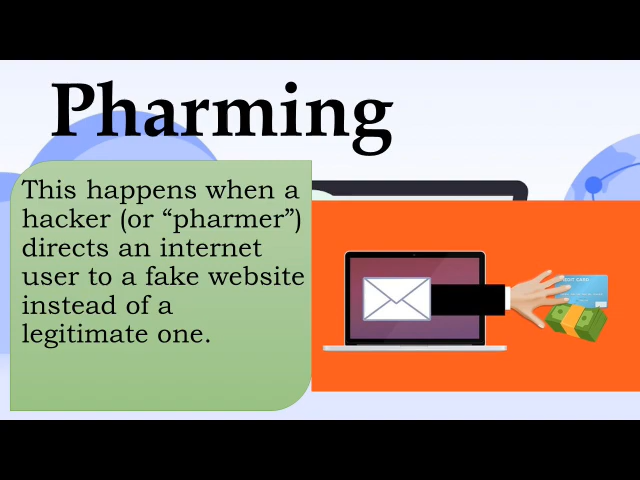 Pharming
This happens when a
hacker (or “pharmer”)
directs an internet
user to a fake website
instead of a
legitimate one.